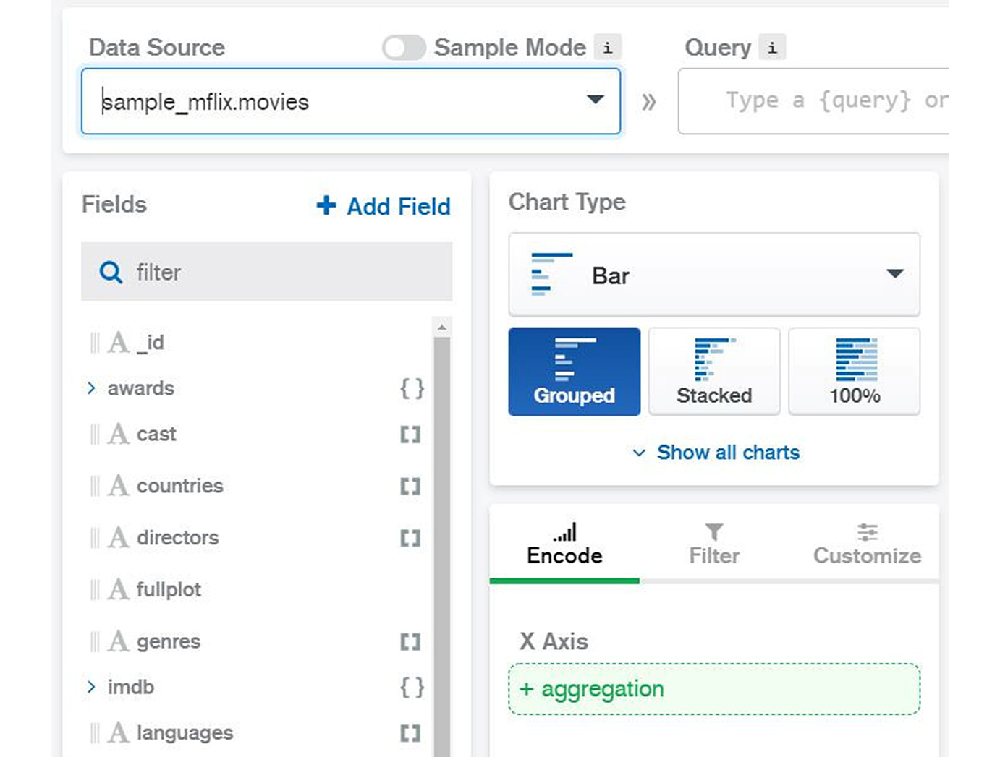 Data Source
Sample Mode i
Query i
sample_mflix.movies
»
Type a {query} or
Fields
+ Add Field
filter
A _id
awards { }
A cast [ ]
A countries [ ]
A directors [ ]
A fullplot
A genres [ ]
imdb { }
A languages [ ]
Chart Type
Bar
Grouped
Stacked
100%
Show all charts
Encode
Filter
Customize
X Axis
+ aggregation